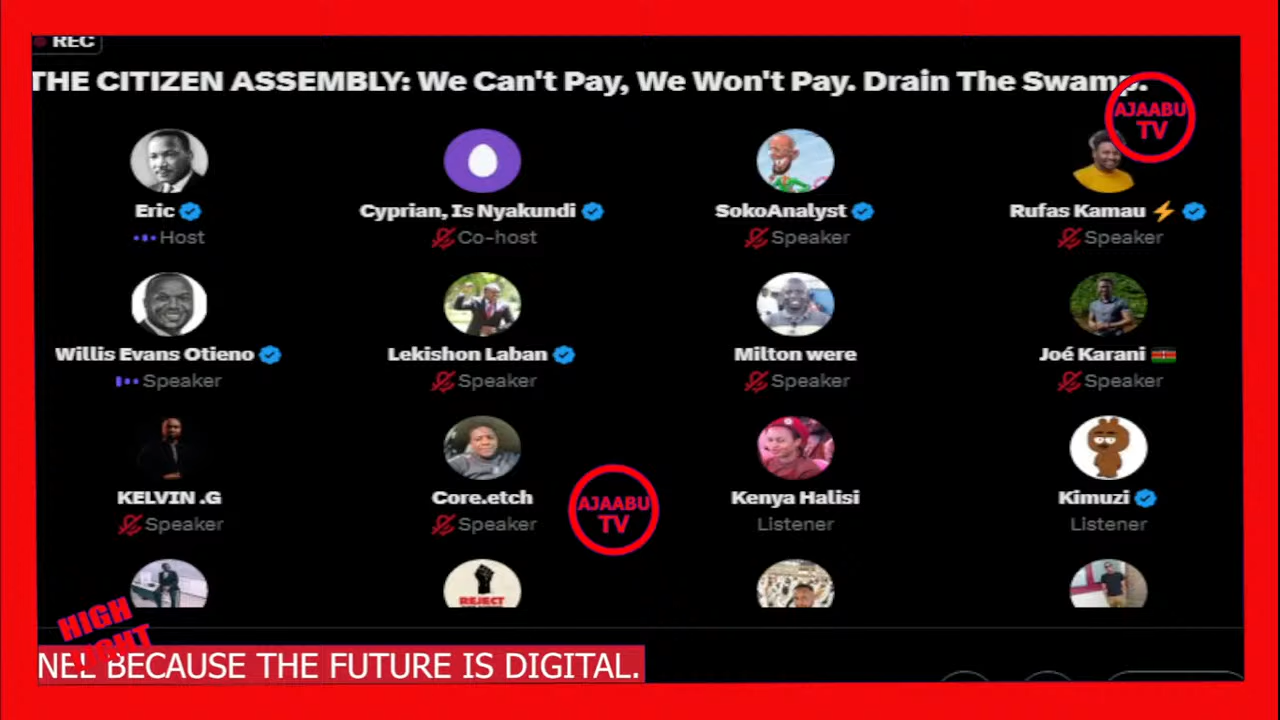 REC
THE CITIZEN ASSEMBLY: We Can't Pay, We Won't Pay. Drain The Swamp.
AJAABU
TV
Eric
Cyprian, Is Nyakundi
SokoAnalyst
Rufas Kamau ⚡
Host
Co-host
Speaker
Speaker
Willis Evans Otieno
Lekishon Laban
Milton were
Joé Karani 🇰🇪
Speaker
Speaker
Speaker
Speaker
KELVIN .G
Core.etch
Kenya Halisi
Kimuzi
Speaker
Speaker
Listener
Listener
AJAABU
TV
REJECT
HIGH
NEL BECAUSE THE FUTURE IS DIGITAL.